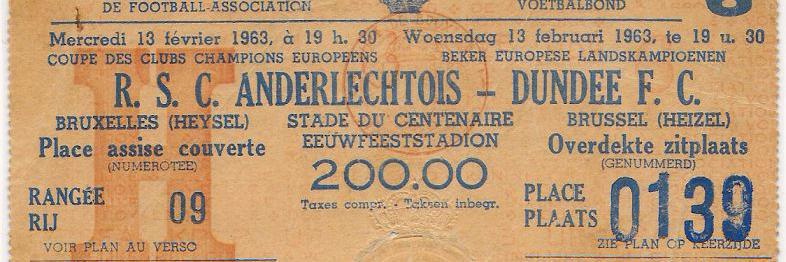 DE FOOTBALL-ASSOCIATION VOETBALBOND
Mercredi 13 février 1963, à 19 h. 30 Woensdag 13 februari 1963, te 19 u. 30
COUPE DES CLUBS CHAMPIONS EUROPEENS BEKER EUROPESE LANDSKAMPIOENEN
R. S. C. ANDERLECHTOIS – DUNDEE F. C.
BRUXELLES (HEYSEL) STADE DU CENTENAIRE BRUSSEL (HEIZEL)
Place assise couverte EEUWFEESTSTADION Overdekte zitplaats
(NUMEROTEE) (GENUMMERD)
200.00
RANGÉE PLACE
RIJ 09 Taxes compr. - Taksen inbegr. PLAATS 0139
VOIR PLAN AU VERSO ZIE PLAN OP KEERZIJDE
H